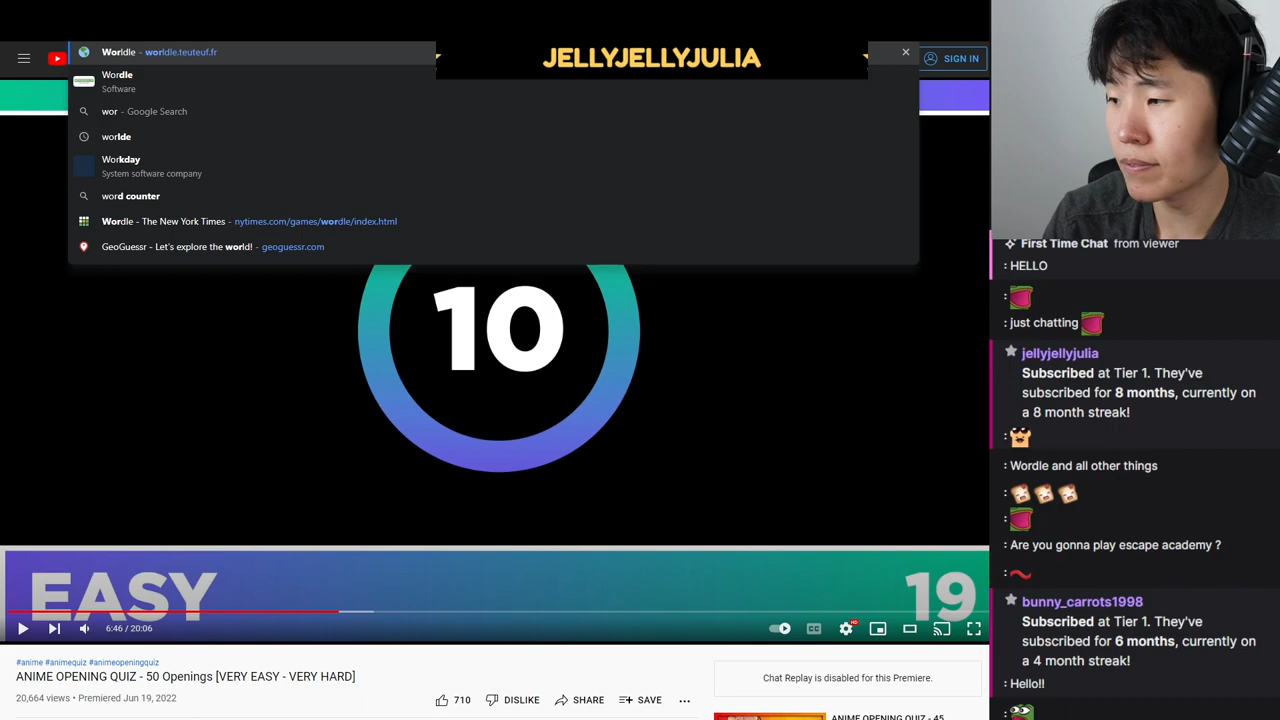 Worldle - worldle.teuteuf.fr
JELLYJELLYJULIA
SIGN IN
Wordle
Software
wor - Google Search
worlde
Workday
System software company
word counter
Wordle - The New York Times - nytimes.com/games/wordle/index.html
GeoGuessr - Let's explore the world! - geoguessr.com
10
EASY
19
6:46 / 20:06
CC
HD
#anime #animequiz #animeopeningquiz
ANIME OPENING QUIZ - 50 Openings [VERY EASY - VERY HARD]
20,664 views • Premiered Jun 19, 2022
710
DISLIKE
SHARE
SAVE
Chat Replay is disabled for this Premiere.
ANIME OPENING QUIZ - 45
First Time Chat from viewer
: HELLO
:
: just chatting
jellyjellyjulia
Subscribed at Tier 1. They've
subscribed for 8 months, currently on
a 8 month streak!
:
: Wordle and all other things
:
:
: Are you gonna play escape academy ?
:
bunny_carrots1998
Subscribed at Tier 1. They've
subscribed for 6 months, currently on
a 4 month streak!
: Hello!!
: